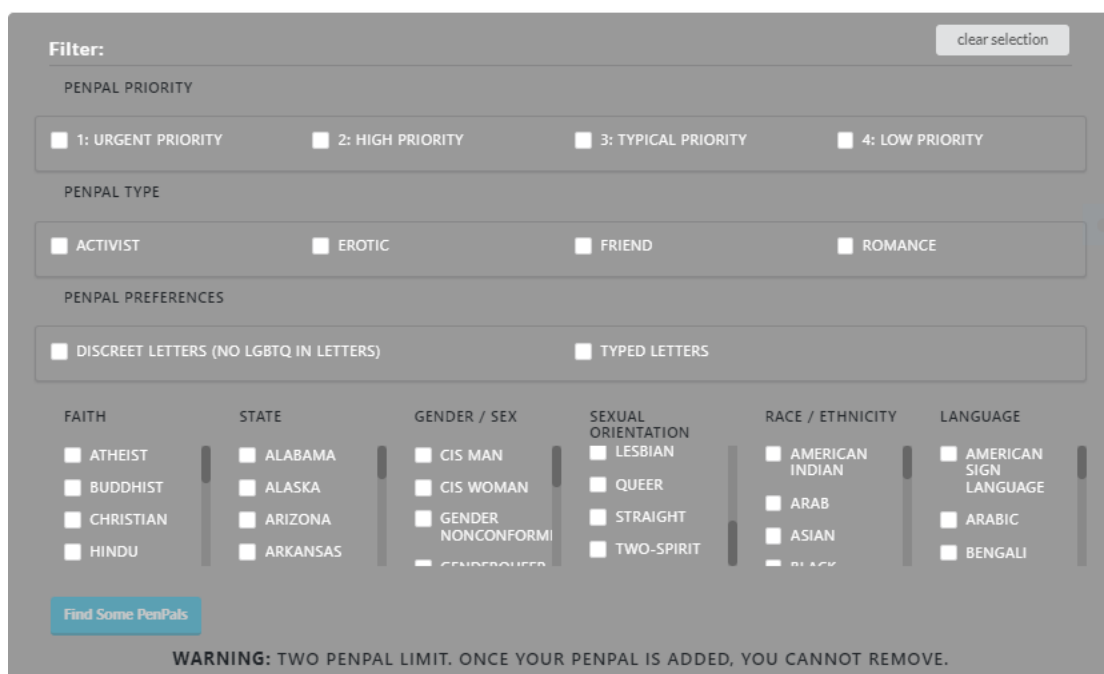 Filter:
clear selection
PENPAL PRIORITY
1: URGENT PRIORITY
2: HIGH PRIORITY
3: TYPICAL PRIORITY
4: LOW PRIORITY
PENPAL TYPE
ACTIVIST
EROTIC
FRIEND
ROMANCE
PENPAL PREFERENCES
DISCREET LETTERS (NO LGBTQ IN LETTERS)
TYPED LETTERS
FAITH
ATHEIST
BUDDHIST
CHRISTIAN
HINDU
STATE
ALABAMA
ALASKA
ARIZONA
ARKANSAS
GENDER / SEX
CIS MAN
CIS WOMAN
GENDER
NONCONFORMI
GENDERQUEER
SEXUAL
ORIENTATION
LESBIAN
QUEER
STRAIGHT
TWO-SPIRIT
RACE / ETHNICITY
AMERICAN
INDIAN
ARAB
ASIAN
BLACK
LANGUAGE
AMERICAN
SIGN
LANGUAGE
ARABIC
BENGALI
Find Some PenPals
WARNING: TWO PENPAL LIMIT. ONCE YOUR PENPAL IS ADDED, YOU CANNOT REMOVE.